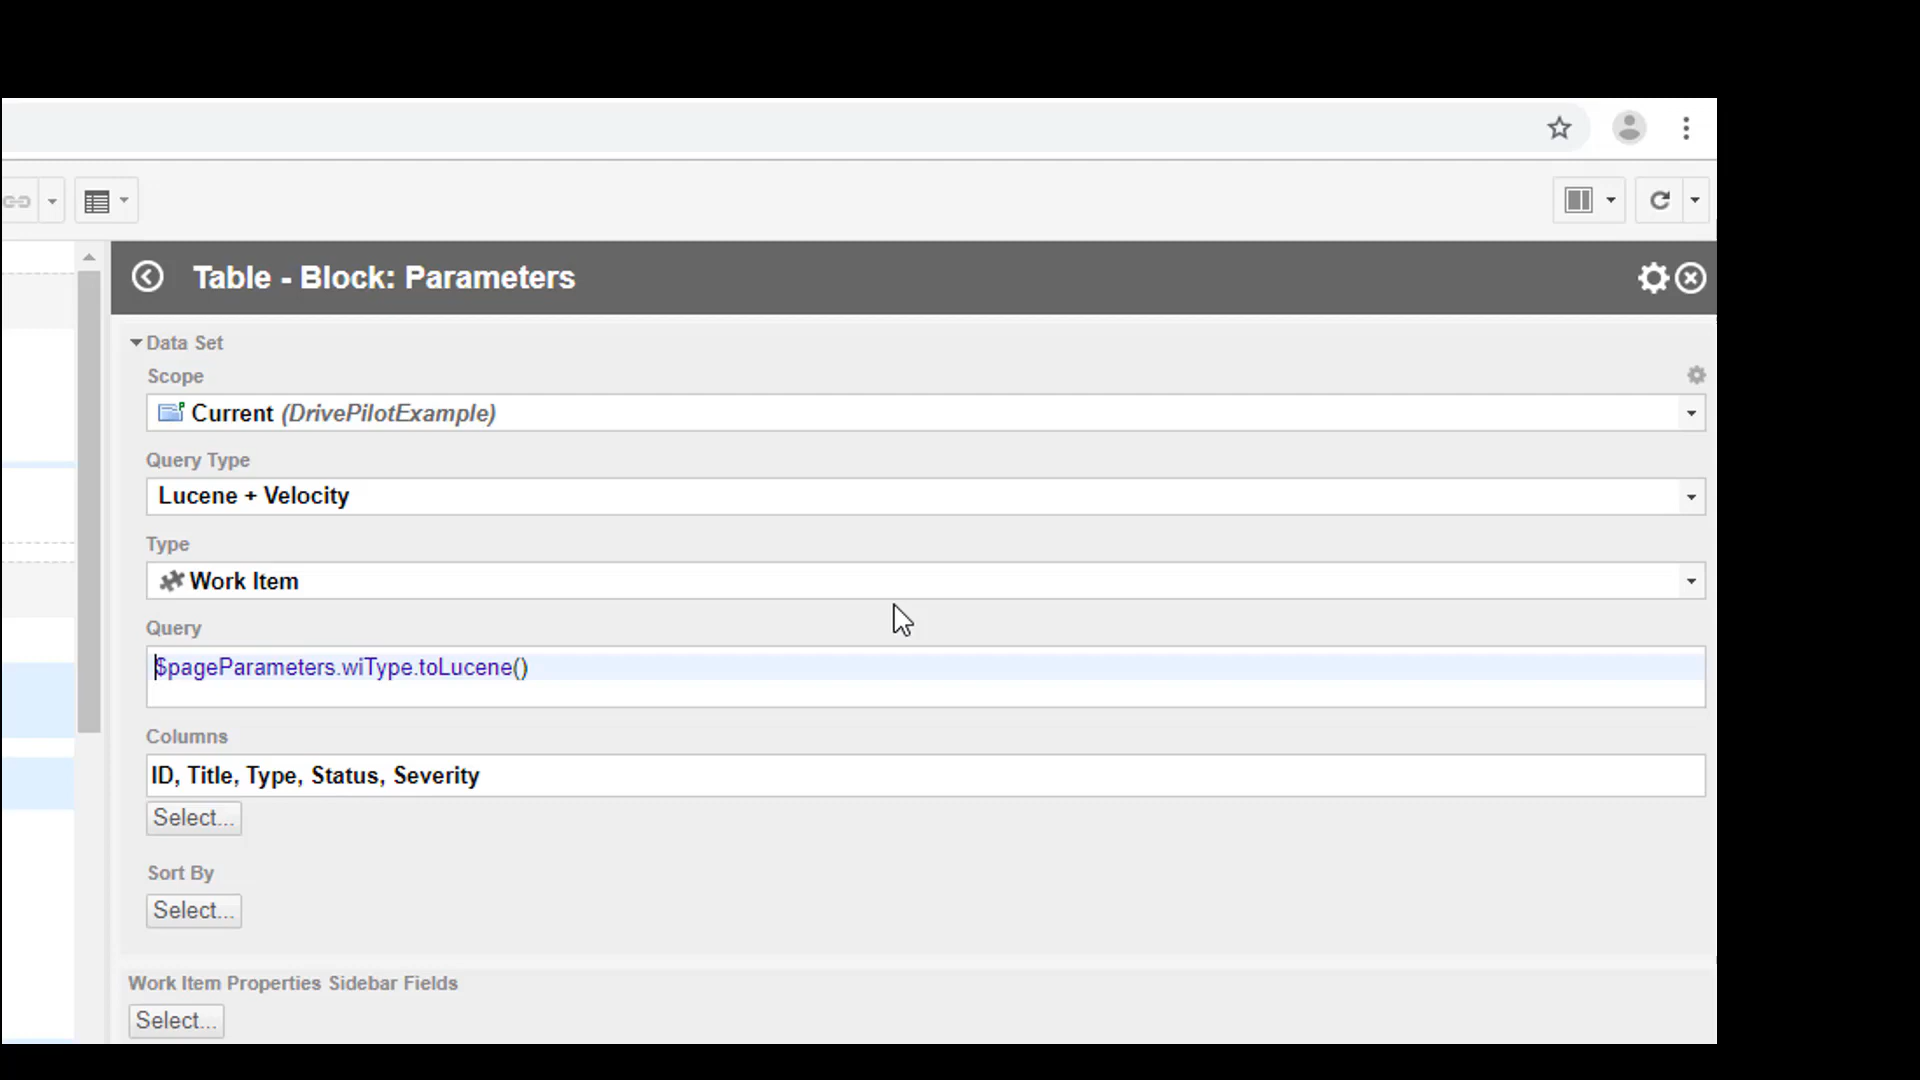 Table - Block: Parameters
Data Set
Scope
Current (DrivePilotExample)
Query Type
Lucene + Velocity
Type
Work Item
Query
$pageParameters.wiType.toLucene()
Columns
ID, Title, Type, Status, Severity
Select...
Sort By
Select...
Work Item Properties Sidebar Fields
Select...